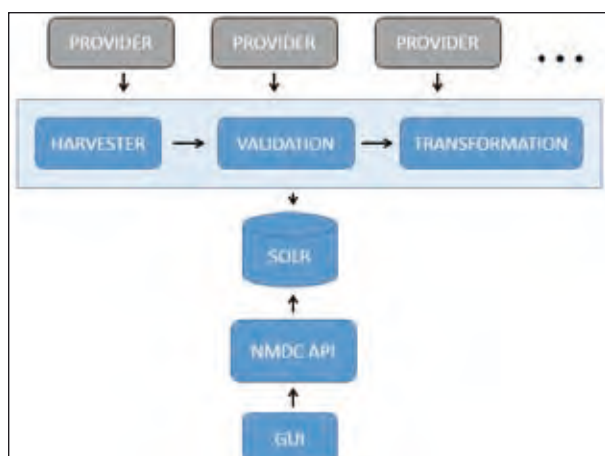 PROVIDER PROVIDER PROVIDER ...
HARVESTER VALIDATION TRANSFORMATION
SOLR
NMDC API
GUI